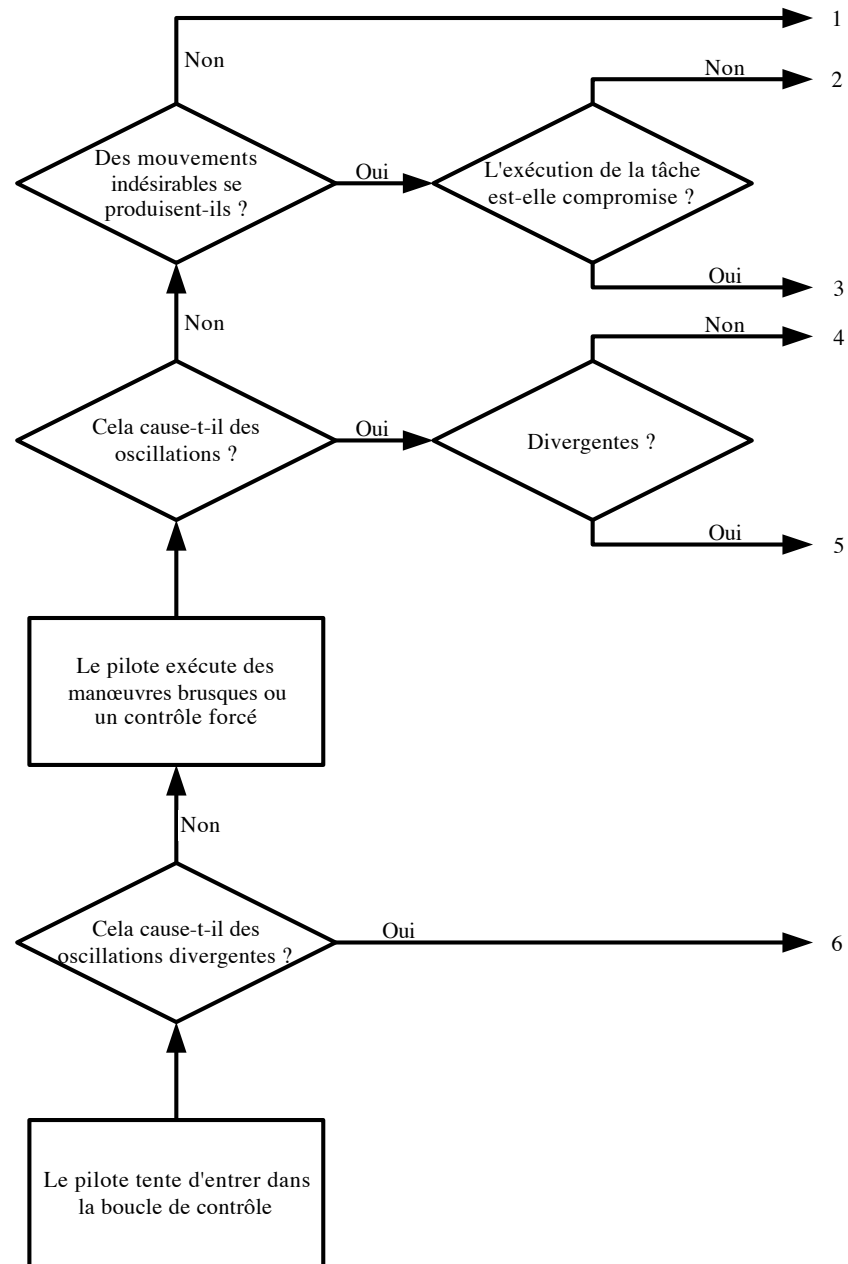 1
Non
Non
2
Des mouvements
indésirables se
produisent-ils ?
Oui
L'exécution de la tâche
est-elle compromise ?
Oui
3
Non
Non
4
Cela cause-t-il des
oscillations ?
Oui
Divergentes ?
Oui
5
Le pilote exécute des
manœuvres brusques ou
un contrôle forcé
Non
Cela cause-t-il des
oscillations divergentes ?
Oui
6
Le pilote tente d'entrer dans
la boucle de contrôle